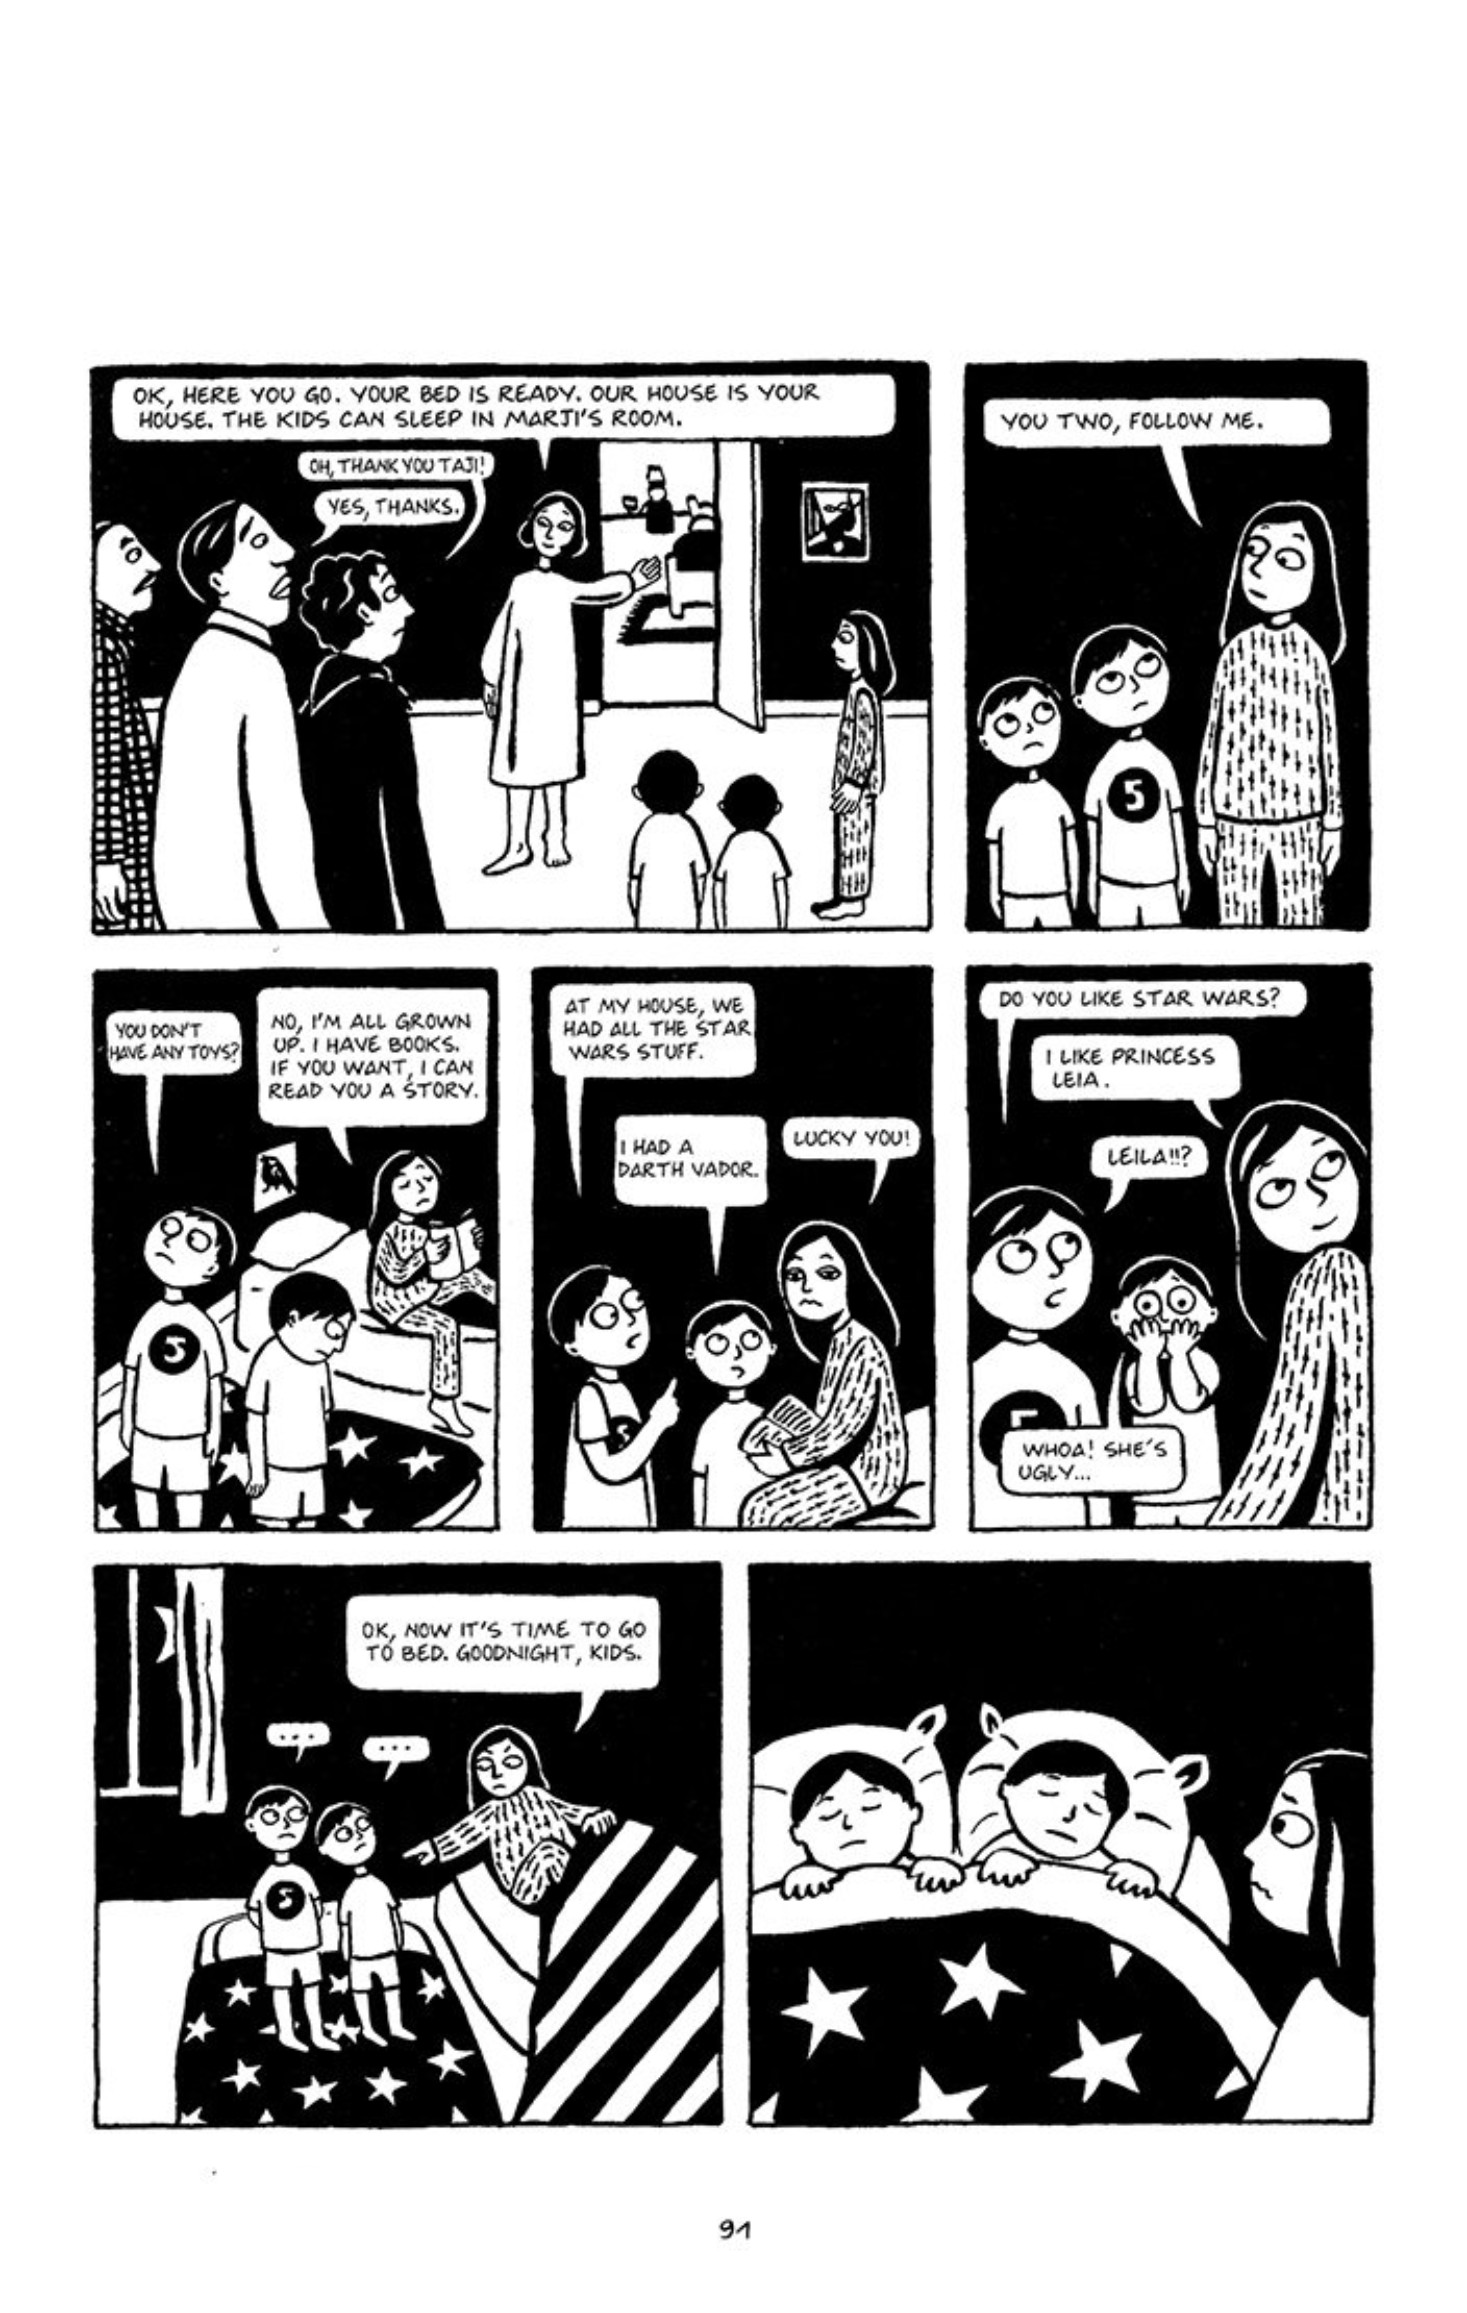 OK, HERE YOU GO. YOUR BED IS READY. OUR HOUSE IS YOUR
HOUSE. THE KIDS CAN SLEEP IN MARJI'S ROOM.
OH, THANK YOU TAJI!
YES, THANKS.
YOU TWO, FOLLOW ME.
5
YOU DON'T
HAVE ANY TOYS?
NO, I'M ALL GROWN
UP. I HAVE BOOKS.
IF YOU WANT, I CAN
READ YOU A STORY.
5
AT MY HOUSE, WE
HAD ALL THE STAR
WARS STUFF.
I HAD A
DARTH VADOR.
LUCKY YOU!
5
DO YOU LIKE STAR WARS?
I LIKE PRINCESS
LEIA.
LEILA!!?
5
WHOA! SHE'S
UGLY...
OK, NOW IT'S TIME TO GO
TO BED. GOODNIGHT, KIDS.
...
...
5
91